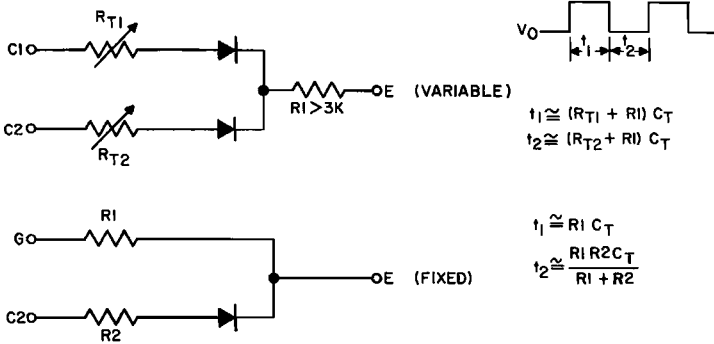 RT1
C1
E (VARIABLE)
R1>3K
C2
RT2
VO
t1 t2
t1 ≅ (RT1 + R1) CT
t2 ≅ (RT2 + R1) CT
R1
G
E (FIXED)
C2
R2
t1 ≅ R1 CT
t2 ≅ R1 R2 CT / R1 + R2